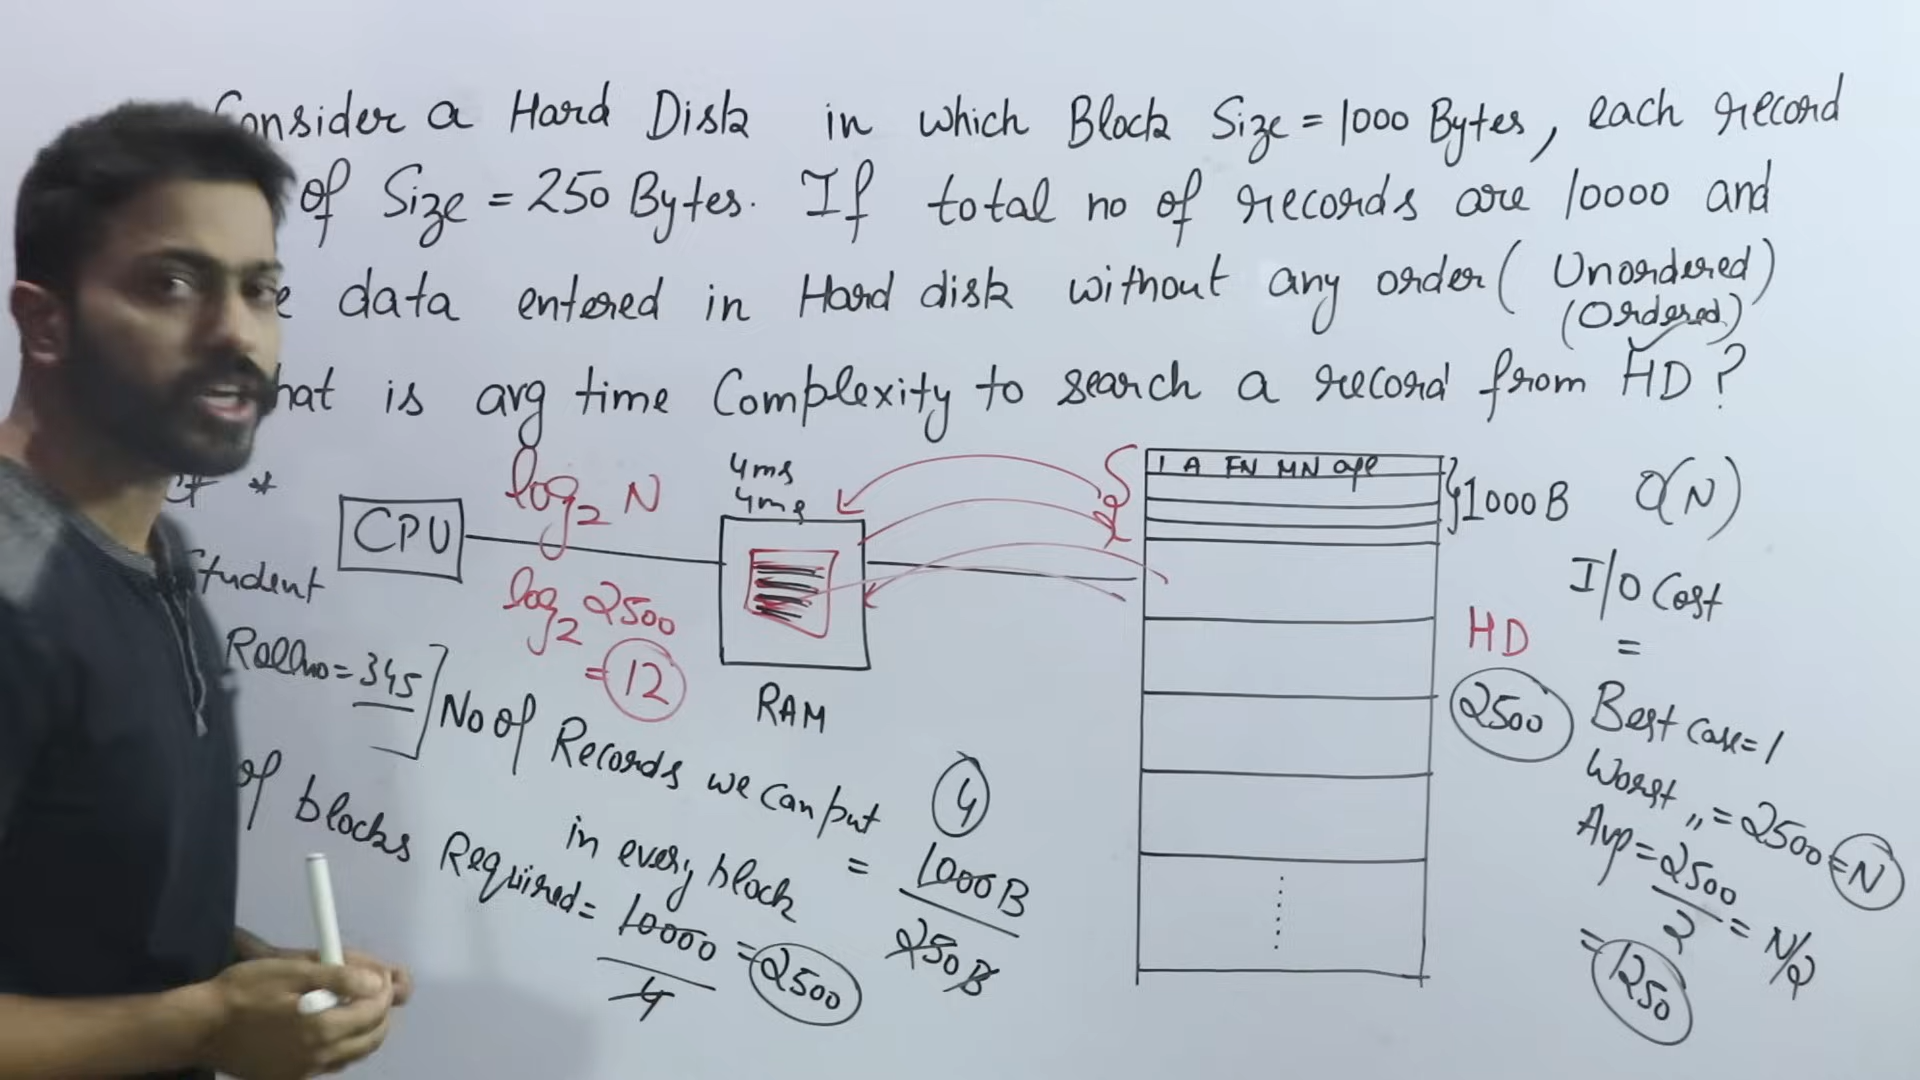 Consider a Hard Disk in which Block Size = 1000 Bytes, each record
of Size = 250 Bytes. If total no of records are 10000 and
e data entered in Hard disk without any order ( Unordered)
(Ordered)
hat is avg time Complexity to search a record from HD?
CPU
log₂ N
log₂ 2500
= 12
4ms
4ms
RAM
1 A FN MN
}1000B
O(N)
I/O Cost
=
HD
2500
Best case = 1
Worst ,, = 2500 = N
Avg = 2500/2 = N/2
= 1250
*
Student
Rollno = 345
No of Records we can put
in every block = 1000B/250B
4
of blocks Required = 10000/4 = 2500